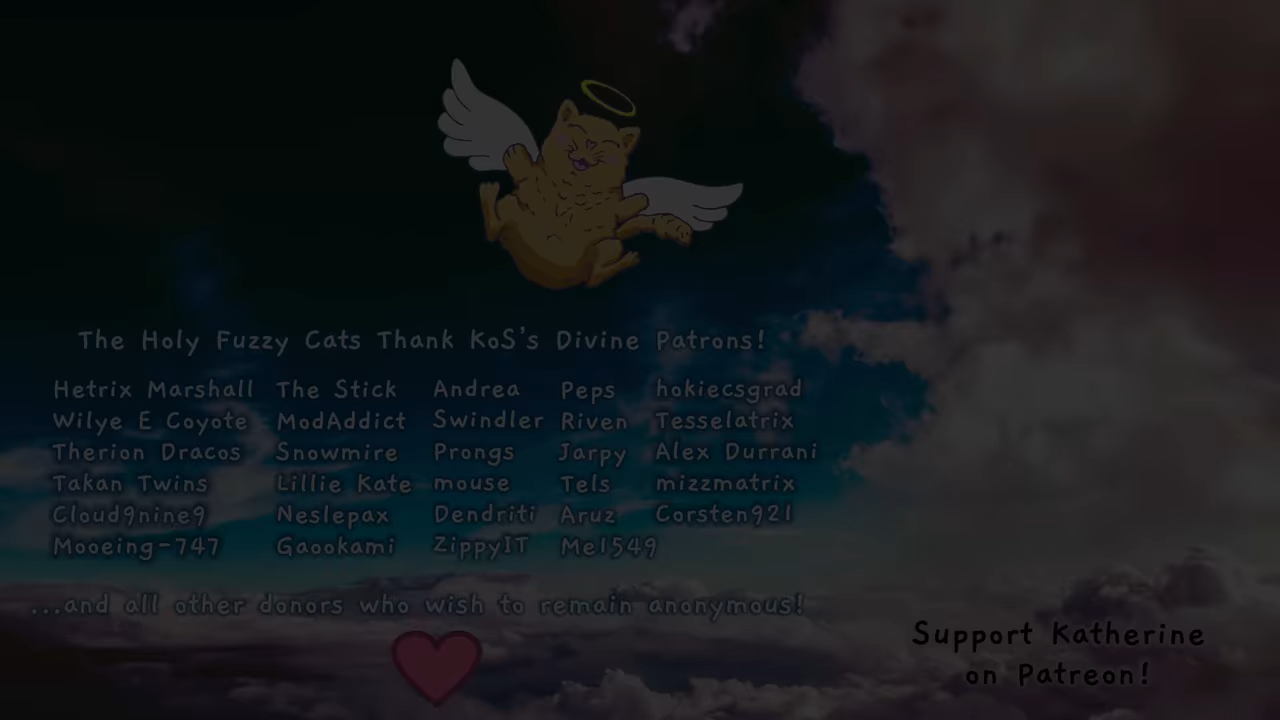 The Holy Fuzzy Cats Thank KoS's Divine Patrons!
Hetrix Marshall The Stick Andrea Peps hokiecsgrad
Wilye E Coyote ModAddict Swindler Riven Tesselatrix
Therion Dracos Snowmire Prongs Jarpy Alex Durrani
Takan Twins Lillie Kate mouse Tels mizzmatrix
Cloud9nine9 Neslepax Dendriti Aruz Corsten921
Mooeing-747 Gaookami ZippyIT Mel549
...and all other donors who wish to remain anonymous!
Support Katherine
on Patreon!